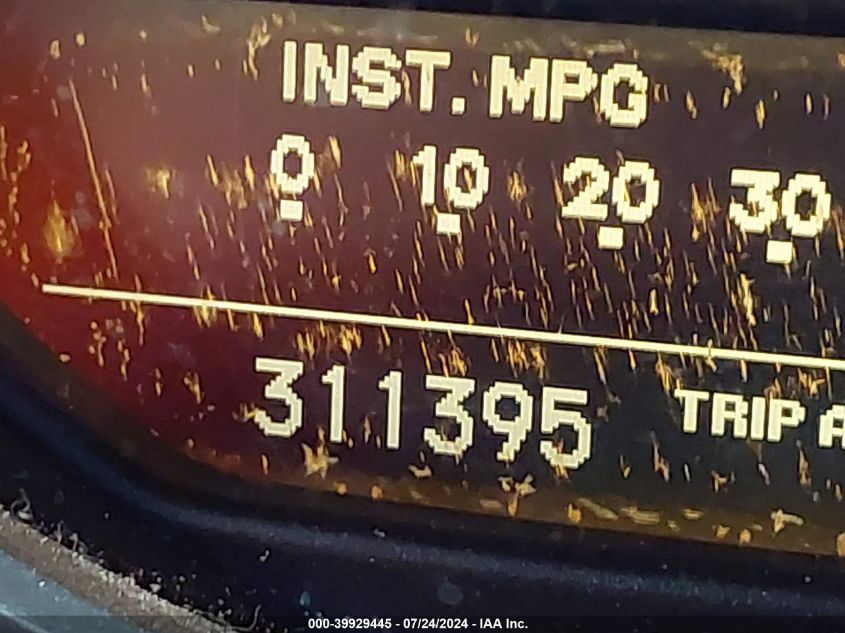 INST. MPG
0 10 20 30
311395 TRIP A
000-39929445 - 07/24/2024 - IAA Inc.